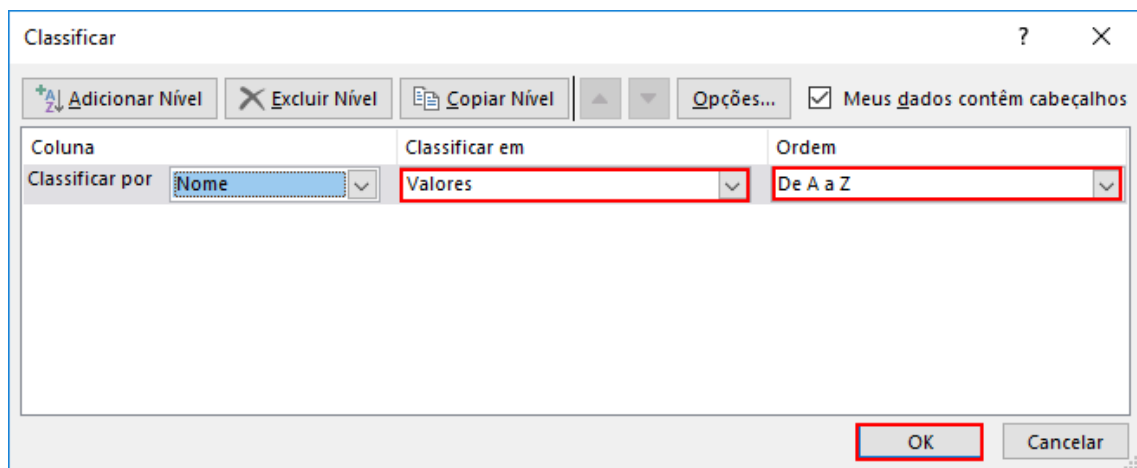 Classificar ?
Adicionar Nível Excluir Nível Copiar Nível Opções... Meus dados contêm cabeçalhos
Coluna Classificar em Ordem
Classificar por Nome Valores De A a Z
OK Cancelar